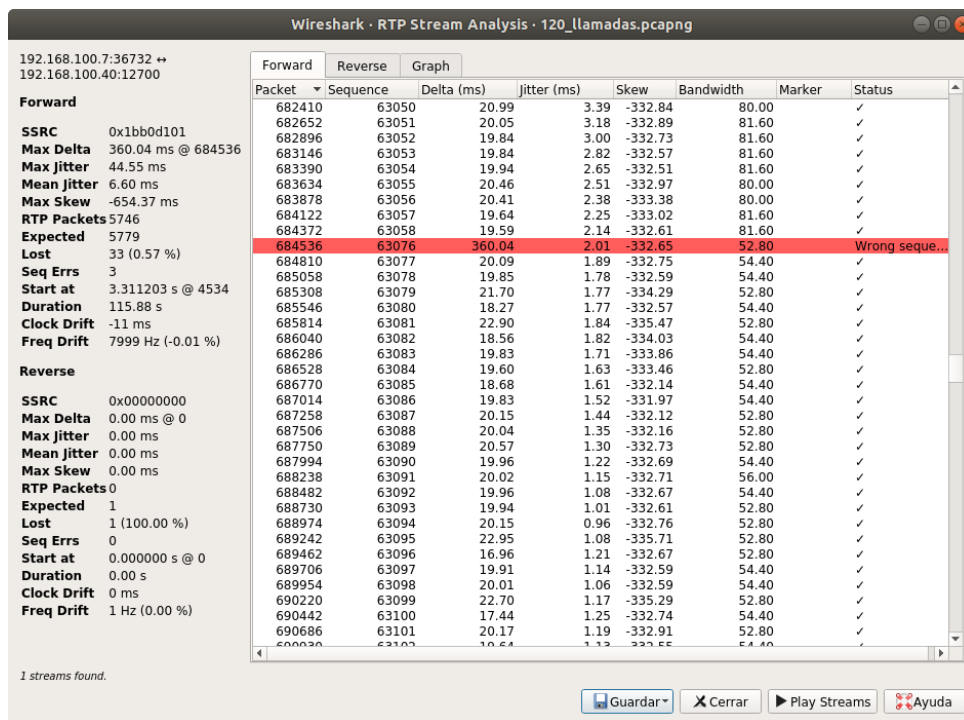 Wireshark · RTP Stream Analysis · 120_llamadas.pcapng
192.168.100.7:36732 ↔
192.168.100.40:12700
Forward
SSRC 0x1bb0d101
Max Delta 360.04 ms @ 684536
Max Jitter 44.55 ms
Mean Jitter 6.60 ms
Max Skew -654.37 ms
RTP Packets 5746
Expected 5779
Lost 33 (0.57 %)
Seq Errs 3
Start at 3.311203 s @ 4534
Duration 115.88 s
Clock Drift -11 ms
Freq Drift 7999 Hz (-0.01 %)
Reverse
SSRC 0x00000000
Max Delta 0.00 ms @ 0
Max Jitter 0.00 ms
Mean Jitter 0.00 ms
Max Skew 0.00 ms
RTP Packets 0
Expected 1
Lost 1 (100.00 %)
Seq Errs 0
Start at 0.000000 s @ 0
Duration 0.00 s
Clock Drift 0 ms
Freq Drift 1 Hz (0.00 %)
Forward Reverse Graph
Packet Sequence Delta (ms) Jitter (ms) Skew Bandwidth Marker Status
682410 63050 20.99 3.39 -332.84 80.00 ✓
682652 63051 20.05 3.18 -332.89 81.60 ✓
682896 63052 19.84 3.00 -332.73 81.60 ✓
683146 63053 19.84 2.82 -332.57 81.60 ✓
683390 63054 19.94 2.65 -332.51 81.60 ✓
683634 63055 20.46 2.51 -332.97 80.00 ✓
683878 63056 20.41 2.38 -333.38 80.00 ✓
684122 63057 19.64 2.25 -333.02 81.60 ✓
684372 63058 19.59 2.14 -332.61 81.60 ✓
684536 63076 360.04 2.01 -332.65 52.80 Wrong seque...
684810 63077 20.09 1.89 -332.75 54.40 ✓
685058 63078 19.85 1.78 -332.59 54.40 ✓
685308 63079 21.70 1.77 -334.29 52.80 ✓
685546 63080 18.27 1.77 -332.57 54.40 ✓
685814 63081 22.90 1.84 -335.47 52.80 ✓
686040 63082 18.56 1.82 -334.03 54.40 ✓
686286 63083 19.83 1.71 -333.86 54.40 ✓
686528 63084 19.60 1.63 -333.46 52.80 ✓
686770 63085 18.68 1.61 -332.14 54.40 ✓
687014 63086 19.83 1.52 -331.97 54.40 ✓
687258 63087 20.15 1.44 -332.12 52.80 ✓
687506 63088 20.04 1.35 -332.16 52.80 ✓
687750 63089 20.57 1.30 -332.73 52.80 ✓
687994 63090 19.96 1.22 -332.69 54.40 ✓
688238 63091 20.02 1.15 -332.71 56.00 ✓
688482 63092 19.96 1.08 -332.67 54.40 ✓
688730 63093 19.94 1.01 -332.61 52.80 ✓
688974 63094 20.15 0.96 -332.76 52.80 ✓
689242 63095 22.95 1.08 -335.71 52.80 ✓
689462 63096 16.96 1.21 -332.67 52.80 ✓
689706 63097 19.91 1.14 -332.59 54.40 ✓
689954 63098 20.01 1.06 -332.59 54.40 ✓
690220 63099 22.70 1.17 -335.29 52.80 ✓
690442 63100 17.44 1.25 -332.74 54.40 ✓
690686 63101 20.17 1.19 -332.91 52.80 ✓
1 streams found.
Guardar Cerrar Play Streams Ayuda